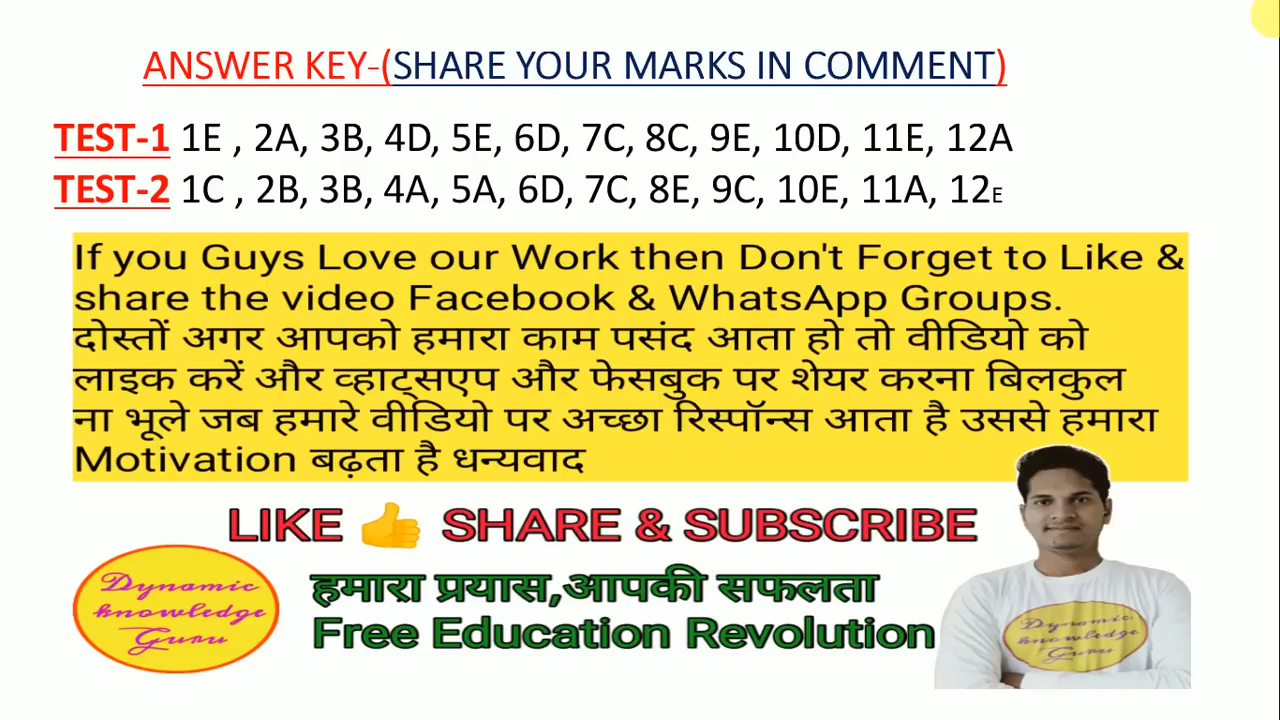 ANSWER KEY-(SHARE YOUR MARKS IN COMMENT)
TEST-1 1E , 2A, 3B, 4D, 5E, 6D, 7C, 8C, 9E, 10D, 11E, 12A
TEST-2 1C , 2B, 3B, 4A, 5A, 6D, 7C, 8E, 9C, 10E, 11A, 12E
If you Guys Love our Work then Don't Forget to Like &
share the video Facebook & WhatsApp Groups.
दोस्तों अगर आपको हमारा काम पसंद आता हो तो वीडियो को
लाइक करें और व्हाट्सएप और फेसबुक पर शेयर करना बिलकुल
ना भूले जब हमारे वीडियो पर अच्छा रिस्पॉन्स आता है उससे हमारा
Motivation बढ़ता है धन्यवाद
LIKE 👍 SHARE & SUBSCRIBE
हमारा प्रयास,आपकी सफलता
Free Education Revolution
Dynamic
knowledge
Guru
Dynamic
knowledge
Guru